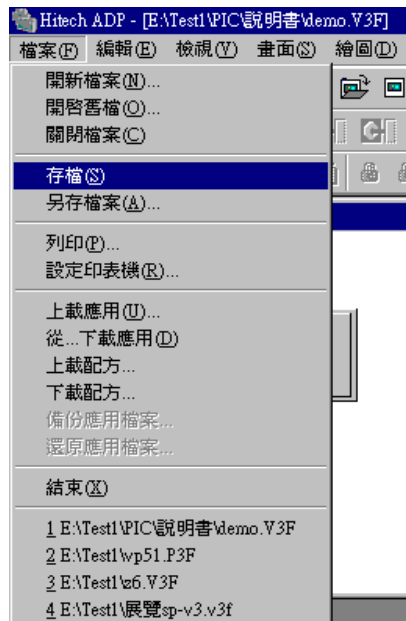 Hitech ADP - [E:\Test1\PIC\說明書\demo.V3F]
檔案(F) 編輯(E) 檢視(V) 畫面(S) 繪圖(D)
開新檔案(N)...
開啓舊檔(O)...
關閉檔案(C)
存檔(S)
另存檔案(A)...
列印(P)...
設定印表機(R)...
上載應用(U)...
從...下載應用(D)
上載配方...
下載配方...
備份應用檔案...
還原應用檔案...
結束(X)
1 E:\Test1\PIC\說明書\demo.V3F
2 E:\Test1\wp51.P3F
3 E:\Test1\z6.V3F
4 E:\Test1\展覽sp-v3.v3f